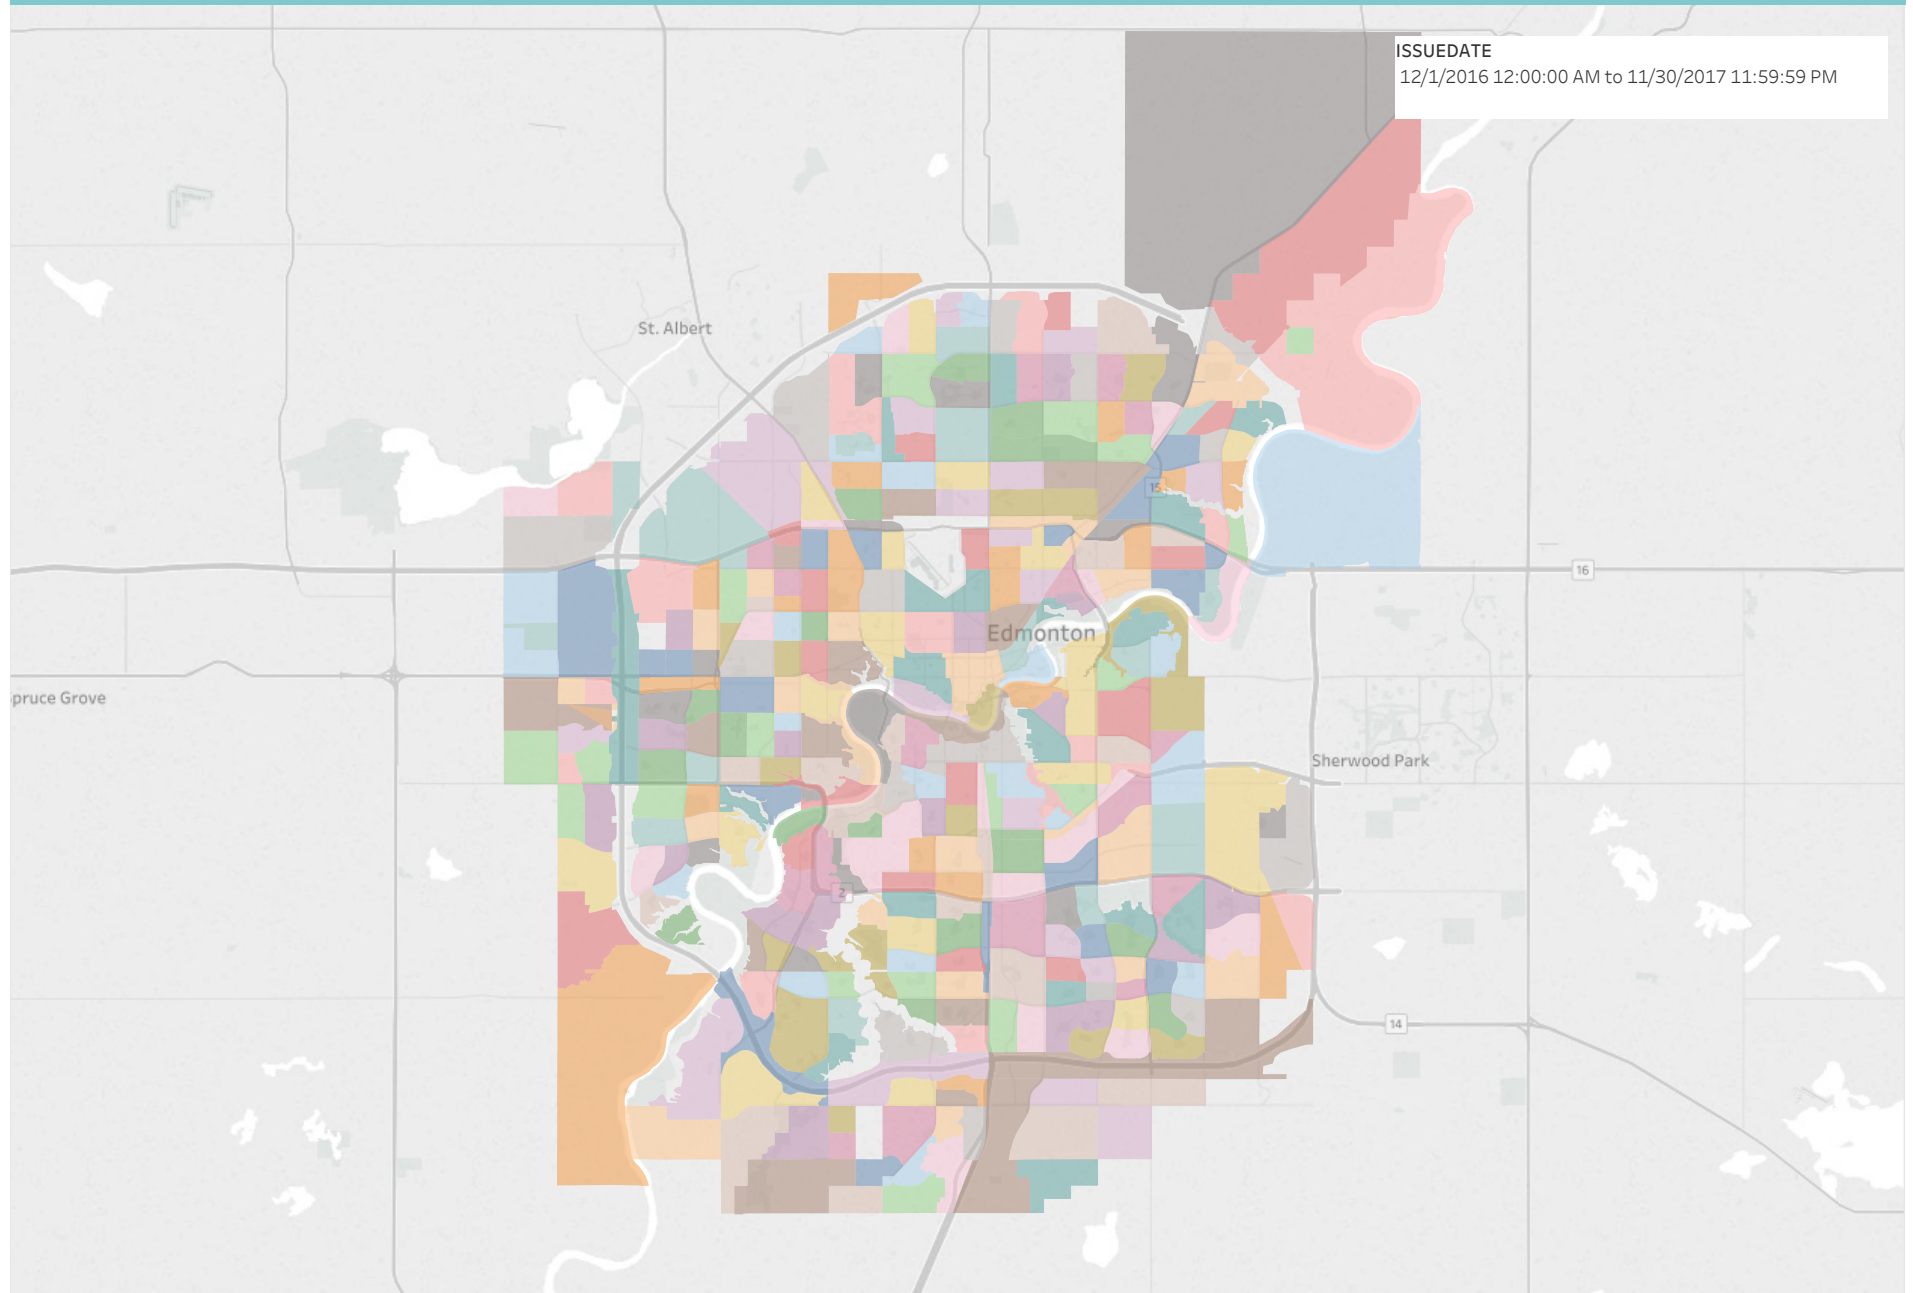 ISSUEDATE
12/1/2016 12:00:00 AM to 11/30/2017 11:59:59 PM
St. Albert
15
16
Edmonton
pruce Grove
Sherwood Park
2
14